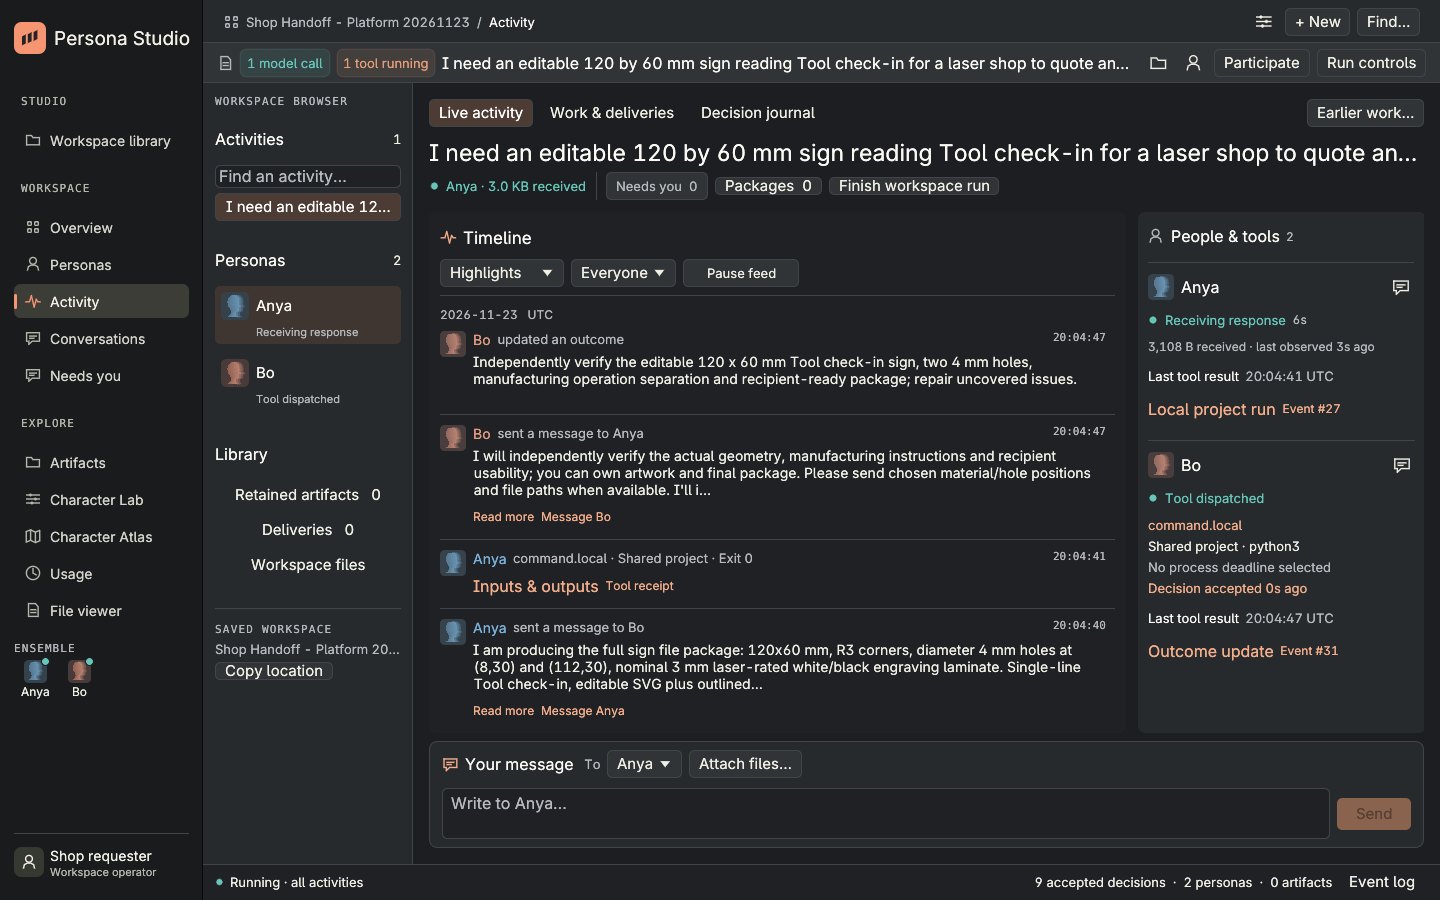 Persona Studio
STUDIO
Workspace library
WORKSPACE
Overview
Personas
Activity
Conversations
Needs you
EXPLORE
Artifacts
Character Lab
Character Atlas
Usage
File viewer
ENSEMBLE
Anya Bo
Shop requester
Workspace operator
Shop Handoff - Platform 20261123 / Activity
+ New Find...
1 model call 1 tool running I need an editable 120 by 60 mm sign reading Tool check-in for a laser shop to quote an...
Participate Run controls
WORKSPACE BROWSER
Activities 1
Find an activity...
I need an editable 12...
Personas 2
Anya
Receiving response
Bo
Tool dispatched
Library
Retained artifacts 0
Deliveries 0
Workspace files
SAVED WORKSPACE
Shop Handoff - Platform 20...
Copy location
Live activity Work & deliveries Decision journal Earlier work...
I need an editable 120 by 60 mm sign reading Tool check-in for a laser shop to quote an...
Anya · 3.0 KB received Needs you 0 Packages 0 Finish workspace run
Timeline
Highlights Everyone Pause feed
2026-11-23 UTC
Bo updated an outcome 20:04:47
Independently verify the editable 120 x 60 mm Tool check-in sign, two 4 mm holes,
manufacturing operation separation and recipient-ready package; repair uncovered issues.
Bo sent a message to Anya 20:04:47
I will independently verify the actual geometry, manufacturing instructions and recipient
usability; you can own artwork and final package. Please send chosen material/hole positions
and file paths when available. I'll i...
Read more Message Bo
Anya command.local · Shared project · Exit 0 20:04:41
Inputs & outputs Tool receipt
Anya sent a message to Bo 20:04:40
I am producing the full sign file package: 120x60 mm, R3 corners, diameter 4 mm holes at
(8,30) and (112,30), nominal 3 mm laser-rated white/black engraving laminate. Single-line
Tool check-in, editable SVG plus outlined...
Read more Message Anya
People & tools 2
Anya
Receiving response 6s
3,108 B received · last observed 3s ago
Last tool result 20:04:41 UTC
Local project run Event #27
Bo
Tool dispatched
command.local
Shared project · python3
No process deadline selected
Decision accepted 0s ago
Last tool result 20:04:47 UTC
Outcome update Event #31
Your message To Anya Attach files...
Write to Anya...
Send
Running · all activities
9 accepted decisions · 2 personas · 0 artifacts Event log